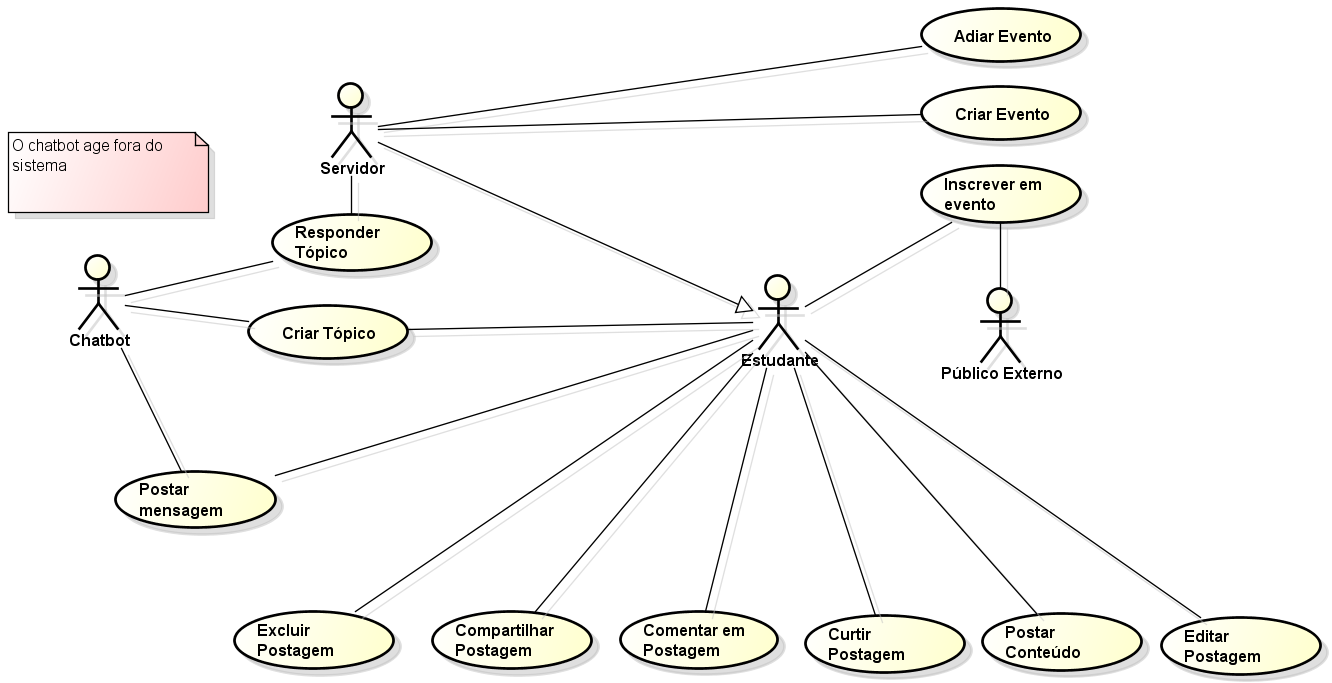 Adiar Evento
Criar Evento
O chatbot age fora do
sistema
Servidor
Inscrever em
evento
Responder
Tópico
Chatbot
Criar Tópico
Estudante
Público Externo
Postar
mensagem
Excluir
Postagem
Compartilhar
Postagem
Comentar em
Postagem
Curtir
Postagem
Postar
Conteúdo
Editar
Postagem